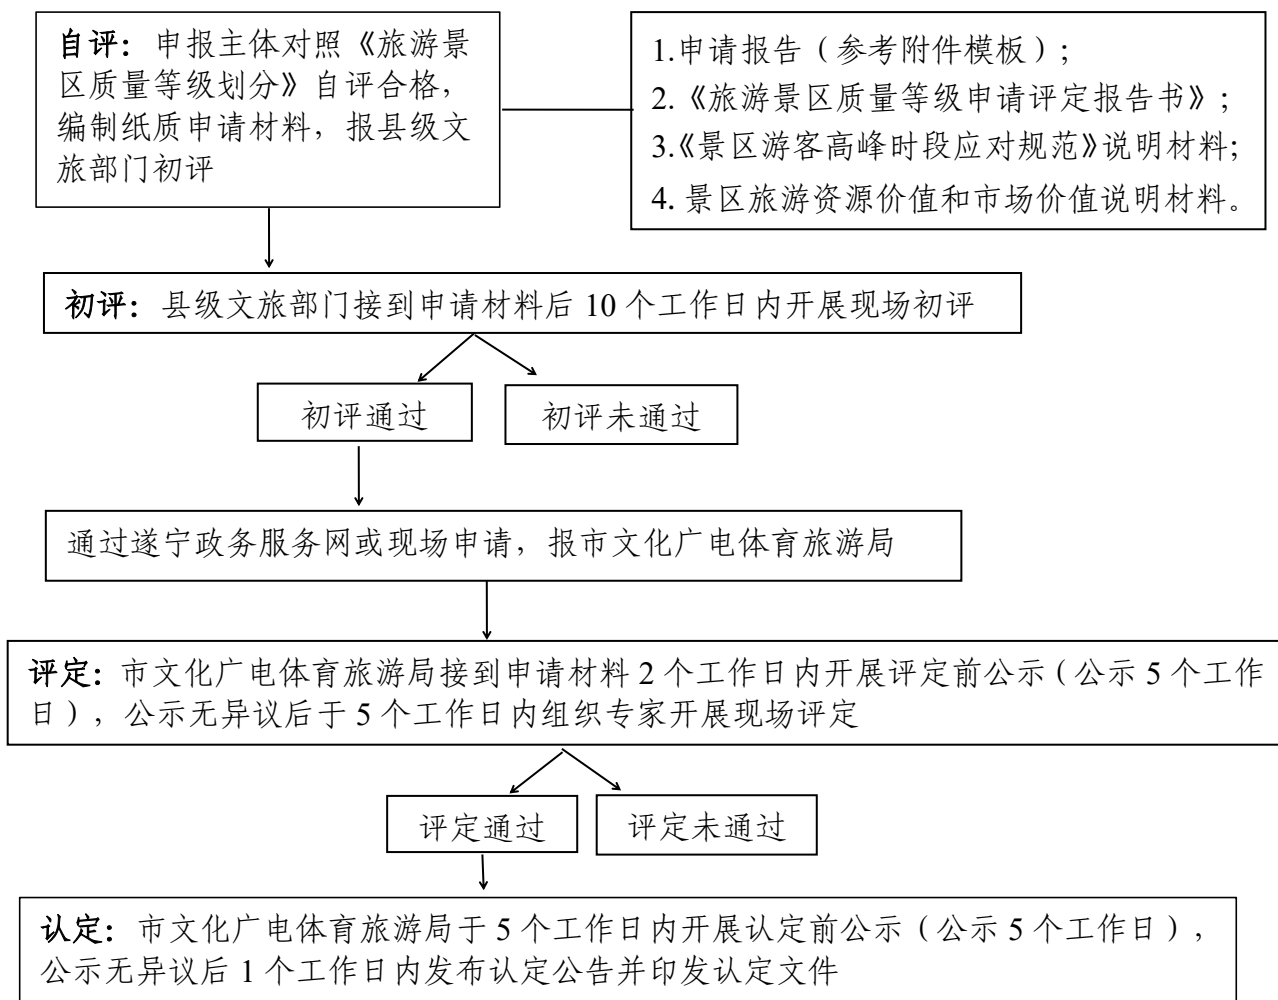 自评：申报主体对照《旅游景
区质量等级划分》自评合格，
编制纸质申请材料，报县级文
旅部门初评
1.申请报告（参考附件模板）；
2.《旅游景区质量等级申请评定报告书》；
3.《景区游客高峰时段应对规范》说明材料；
4. 景区旅游资源价值和市场价值说明材料。
初评：县级文旅部门接到申请材料后 10 个工作日内开展现场初评
初评通过
初评未通过
通过遂宁政务服务网或现场申请，报市文化广电体育旅游局
评定：市文化广电体育旅游局接到申请材料 2 个工作日内开展评定前公示（公示 5 个工作
日），公示无异议后于 5 个工作日内组织专家开展现场评定
评定通过
评定未通过
认定：市文化广电体育旅游局于 5 个工作日内开展认定前公示（公示 5 个工作日），
公示无异议后 1 个工作日内发布认定公告并印发认定文件